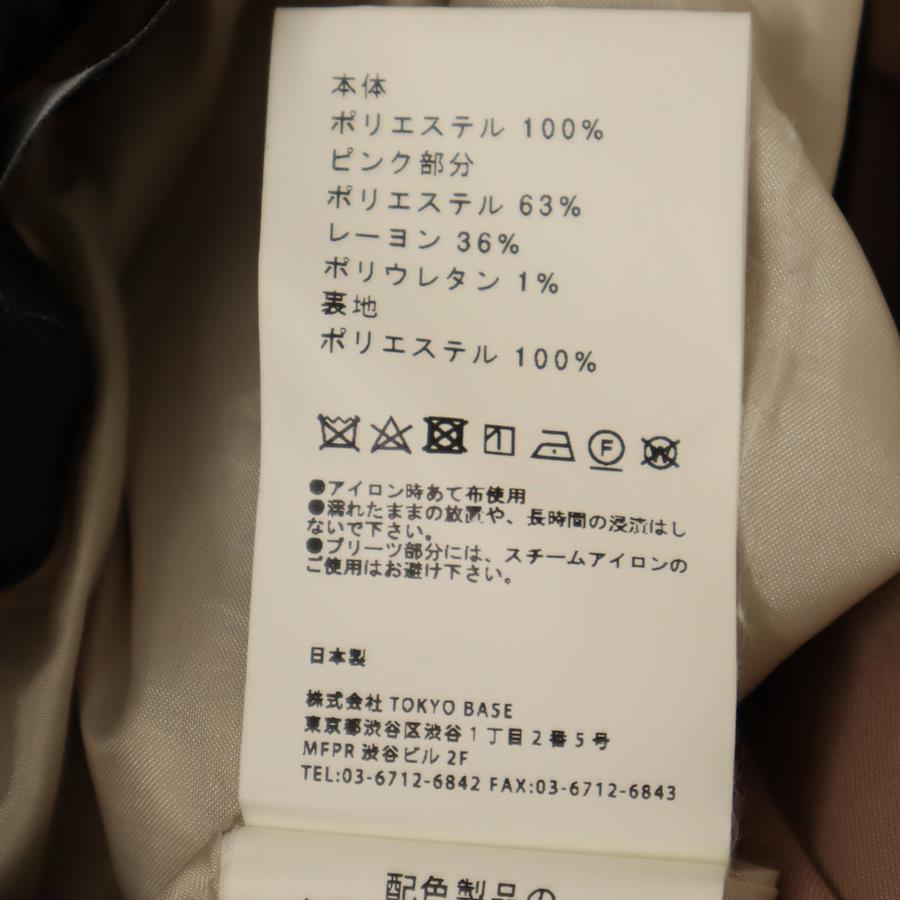 本体
ポリエステル 100%
ピンク部分
ポリエステル 63%
レーヨン 36%
ポリウレタン 1%
裏地
ポリエステル 100%
F W
●アイロン時あて布使用
●濡れたままの放置や、長時間の浸漬はし
ないで下さい。
●プリーツ部分には、スチームアイロンの
ご使用はお避け下さい。
日本製
株式会社 TOKYO BASE
東京都渋谷区渋谷1丁目2番5号
MFPR 渋谷ビル 2F
TEL:03-6712-6842 FAX:03-6712-6843
配色製品の